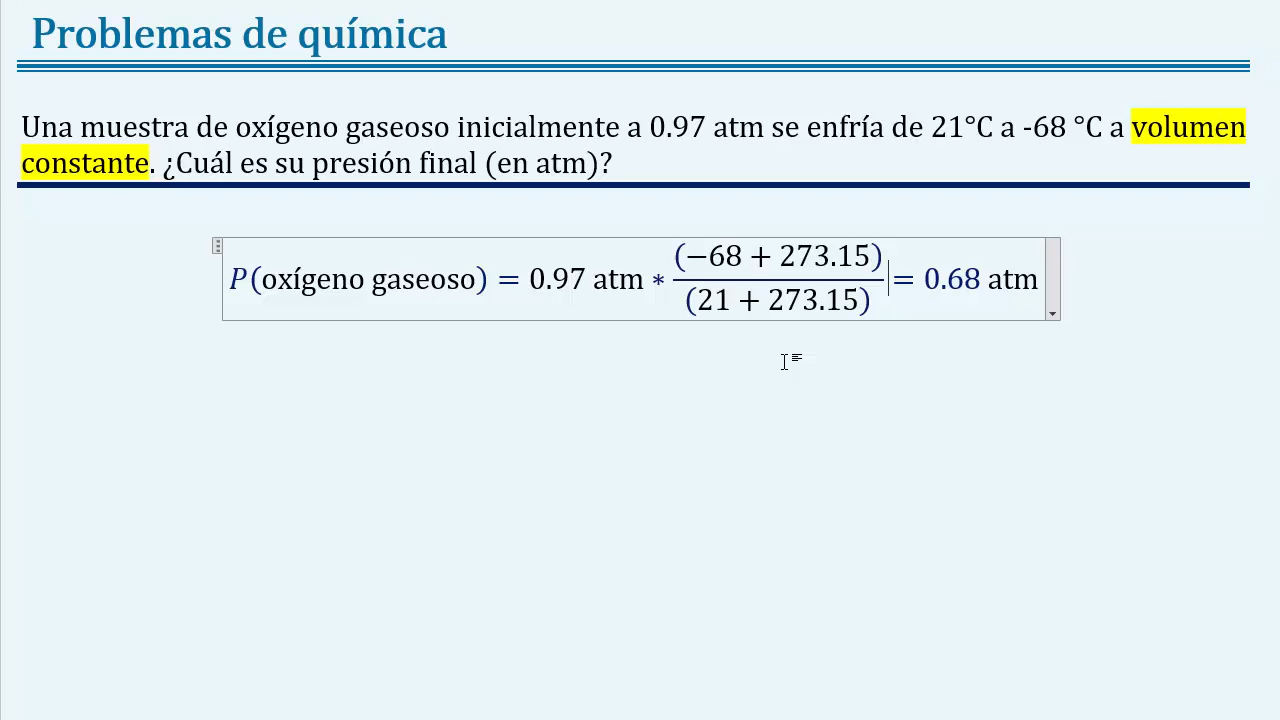 Problemas de química
Una muestra de oxígeno gaseoso inicialmente a 0.97 atm se enfría de 21°C a -68 °C a volumen
constante. ¿Cuál es su presión final (en atm)?
P(oxígeno gaseoso) = 0.97 atm * (−68 + 273.15) / (21 + 273.15) = 0.68 atm